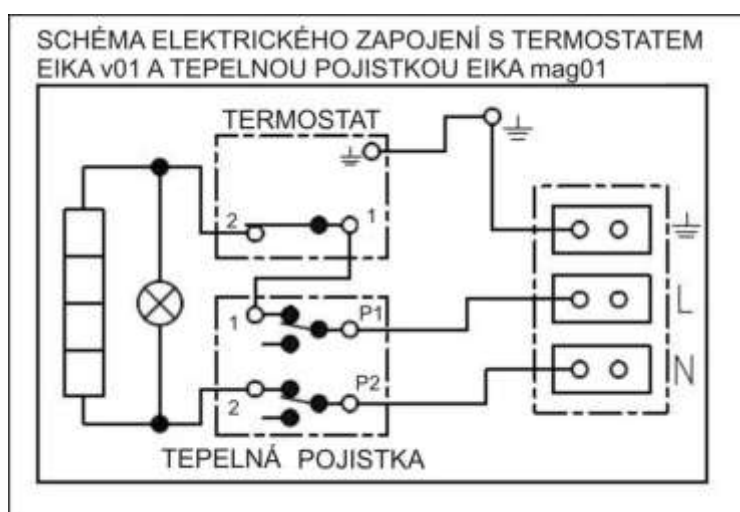 SCHÉMA ELEKTRICKÉHO ZAPOJENÍ S TERMOSTATEM
EIKA v01 A TEPELNOU POJISTKOU EIKA mag01
TERMOSTAT
2
1
1
P1
L
2
P2
N
TEPELNÁ POJISTKA